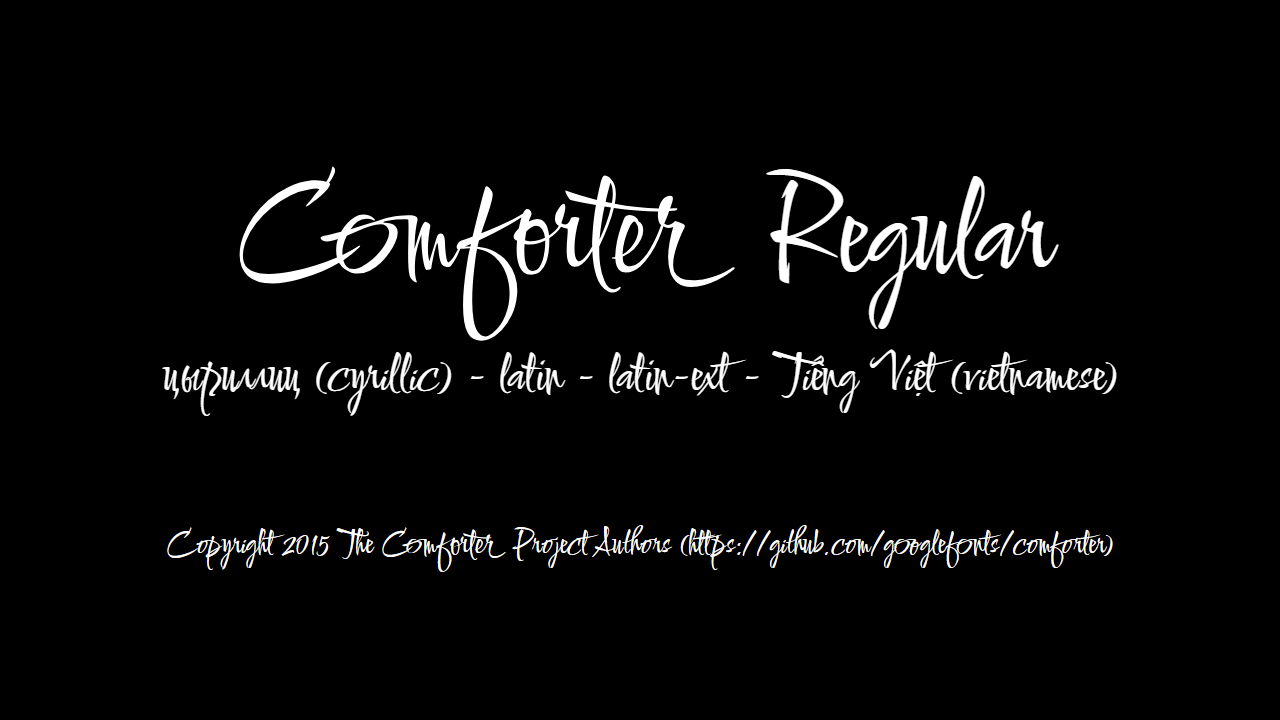 цыриллиц (cyrillic) - latin - latin-ext - Tiếng Việt (vietnamese)
Comforter Regular
Copyright 2015 The Comforter Project Authors (https://github.com/googlefonts/comforter)